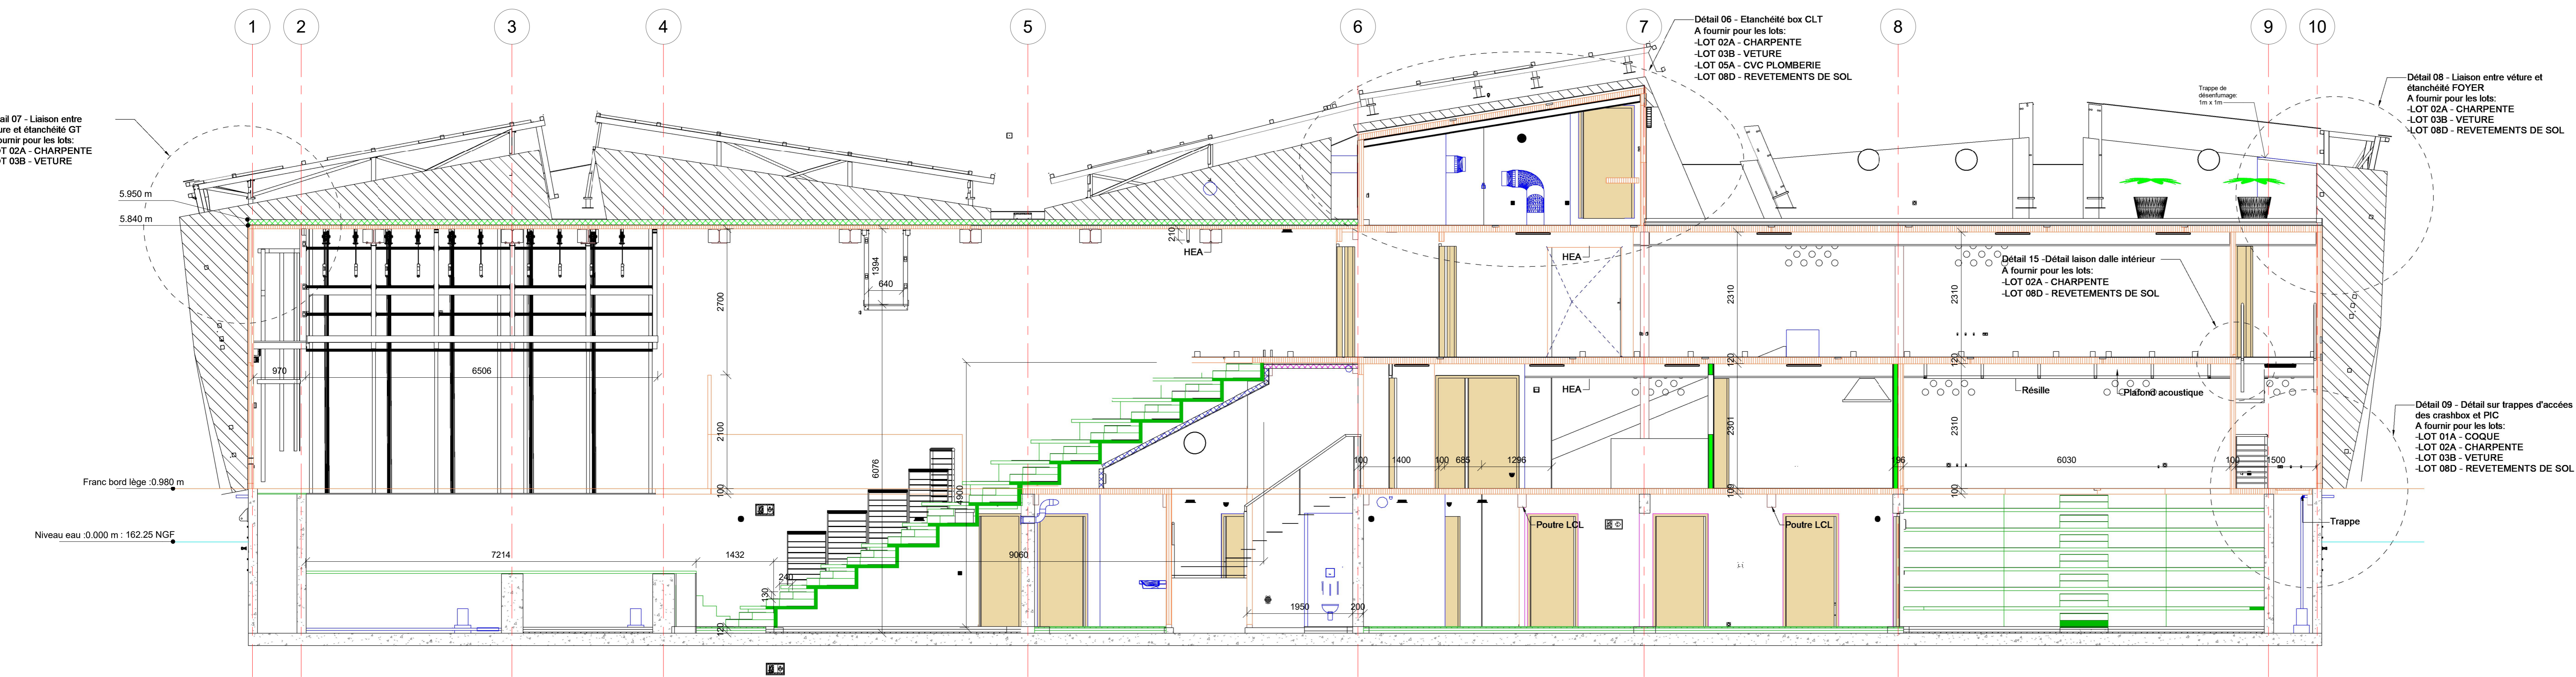 1
2
3
4
5
6
7
8
9
10
Détail 06 - Etanchéité box CLT
A fournir pour les lots:
-LOT 02A - CHARPENTE
-LOT 03B - VETURE
-LOT 05A - CVC PLOMBERIE
-LOT 08D - REVETEMENTS DE SOL
Trappe de
désenfumage:
1m x 1m
Détail 08 - Liaison entre véture et
étanchéité FOYER
A fournir pour les lots:
-LOT 02A - CHARPENTE
-LOT 03B - VETURE
-LOT 08D - REVETEMENTS DE SOL
ail 07 - Liaison entre
ure et étanchéité GT
ournir pour les lots:
OT 02A - CHARPENTE
OT 03B - VETURE
5.950 m
5.840 m
210
HEA
1394
640
2700
HEA
2310
2310
Détail 15 -Détail laison dalle intérieur
A fournir pour les lots:
-LOT 02A - CHARPENTE
-LOT 08D - REVETEMENTS DE SOL
970
6506
120
120
HEA
Résille
Plafond acoustique
2100
6076
4900
2301
2310
100
1400
100
685
1296
196
6030
100
1500
Détail 09 - Détail sur trappes d'accées
des crashbox et PIC
A fournir pour les lots:
-LOT 01A - COQUE
-LOT 02A - CHARPENTE
-LOT 03B - VETURE
-LOT 08D - REVETEMENTS DE SOL
Franc bord lège :0.980 m
100
109
100
Poutre LCL
Poutre LCL
Trappe
Niveau eau :0.000 m : 162.25 NGF
7214
1432
9060
240
130
120
1950
200